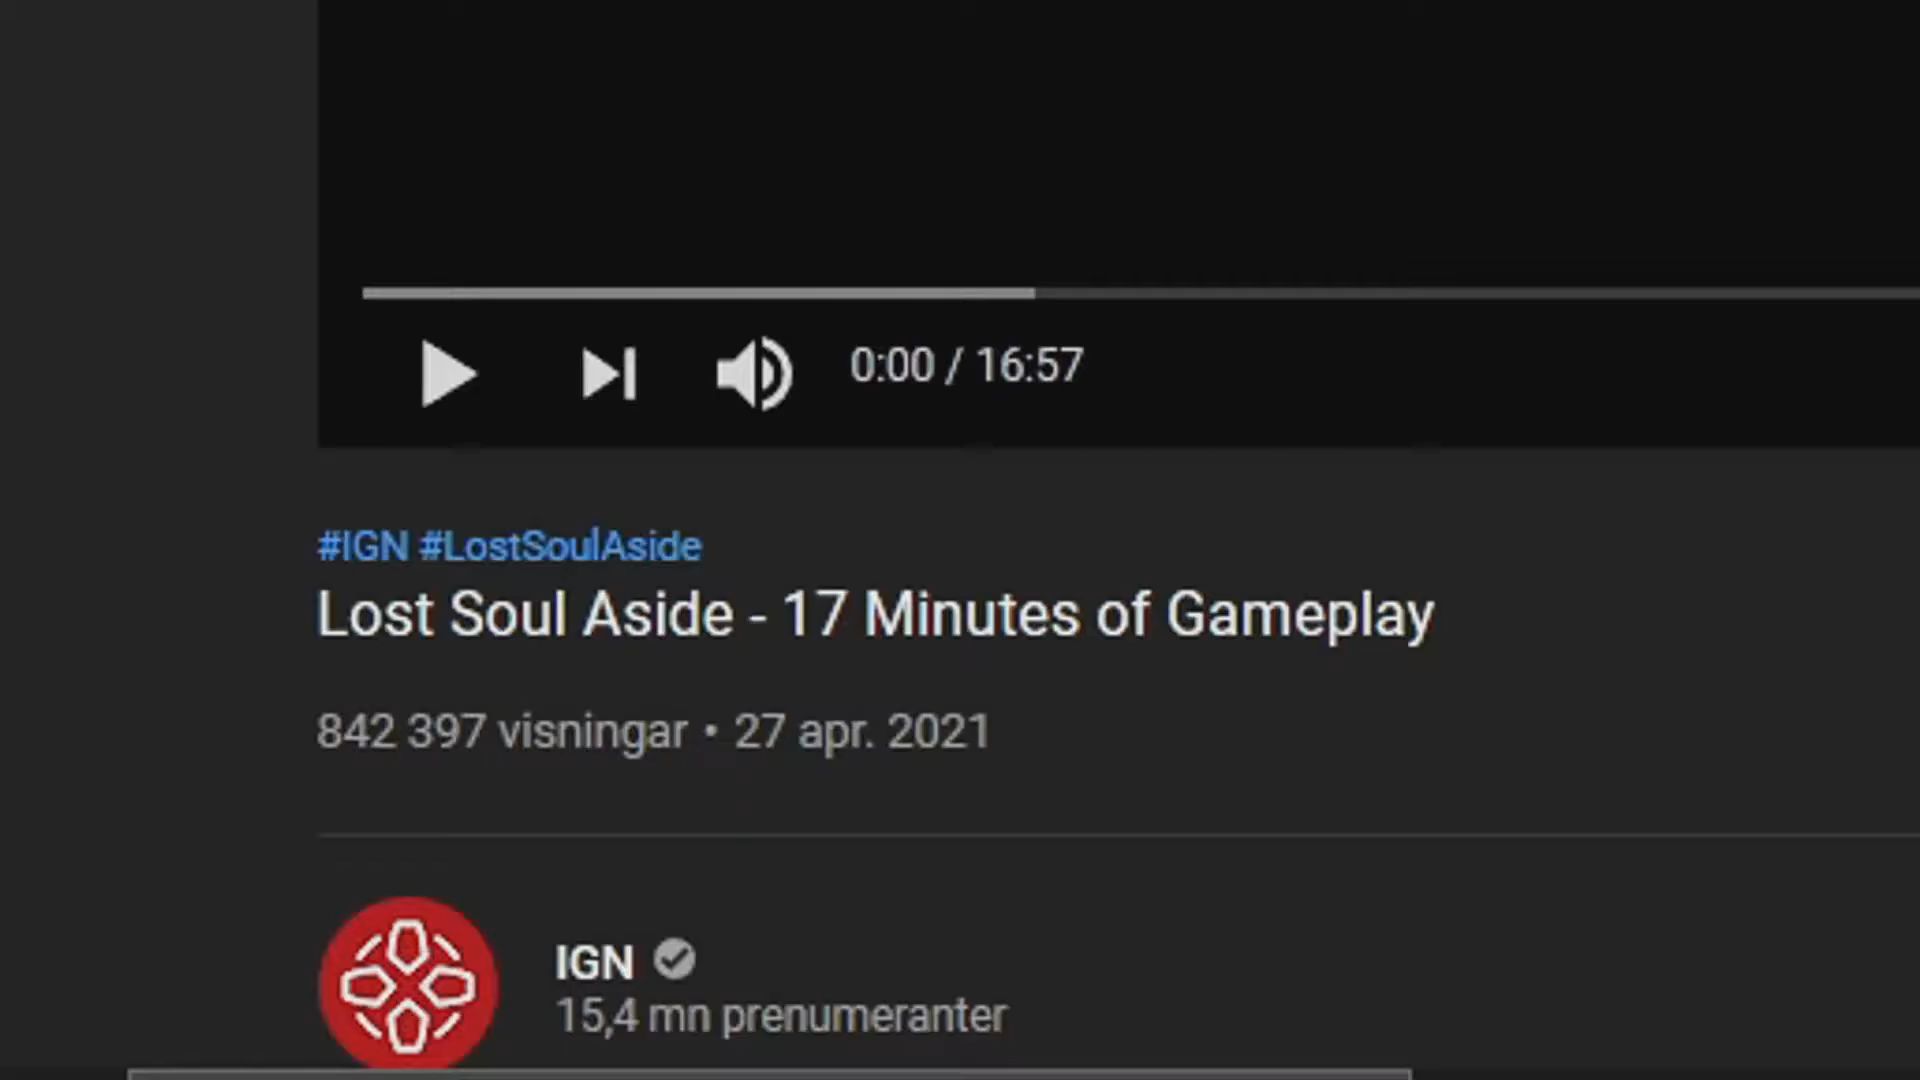 0:00 / 16:57
#IGN #LostSoulAside
Lost Soul Aside - 17 Minutes of Gameplay
842 397 visningar • 27 apr. 2021
IGN
15,4 mn prenumeranter